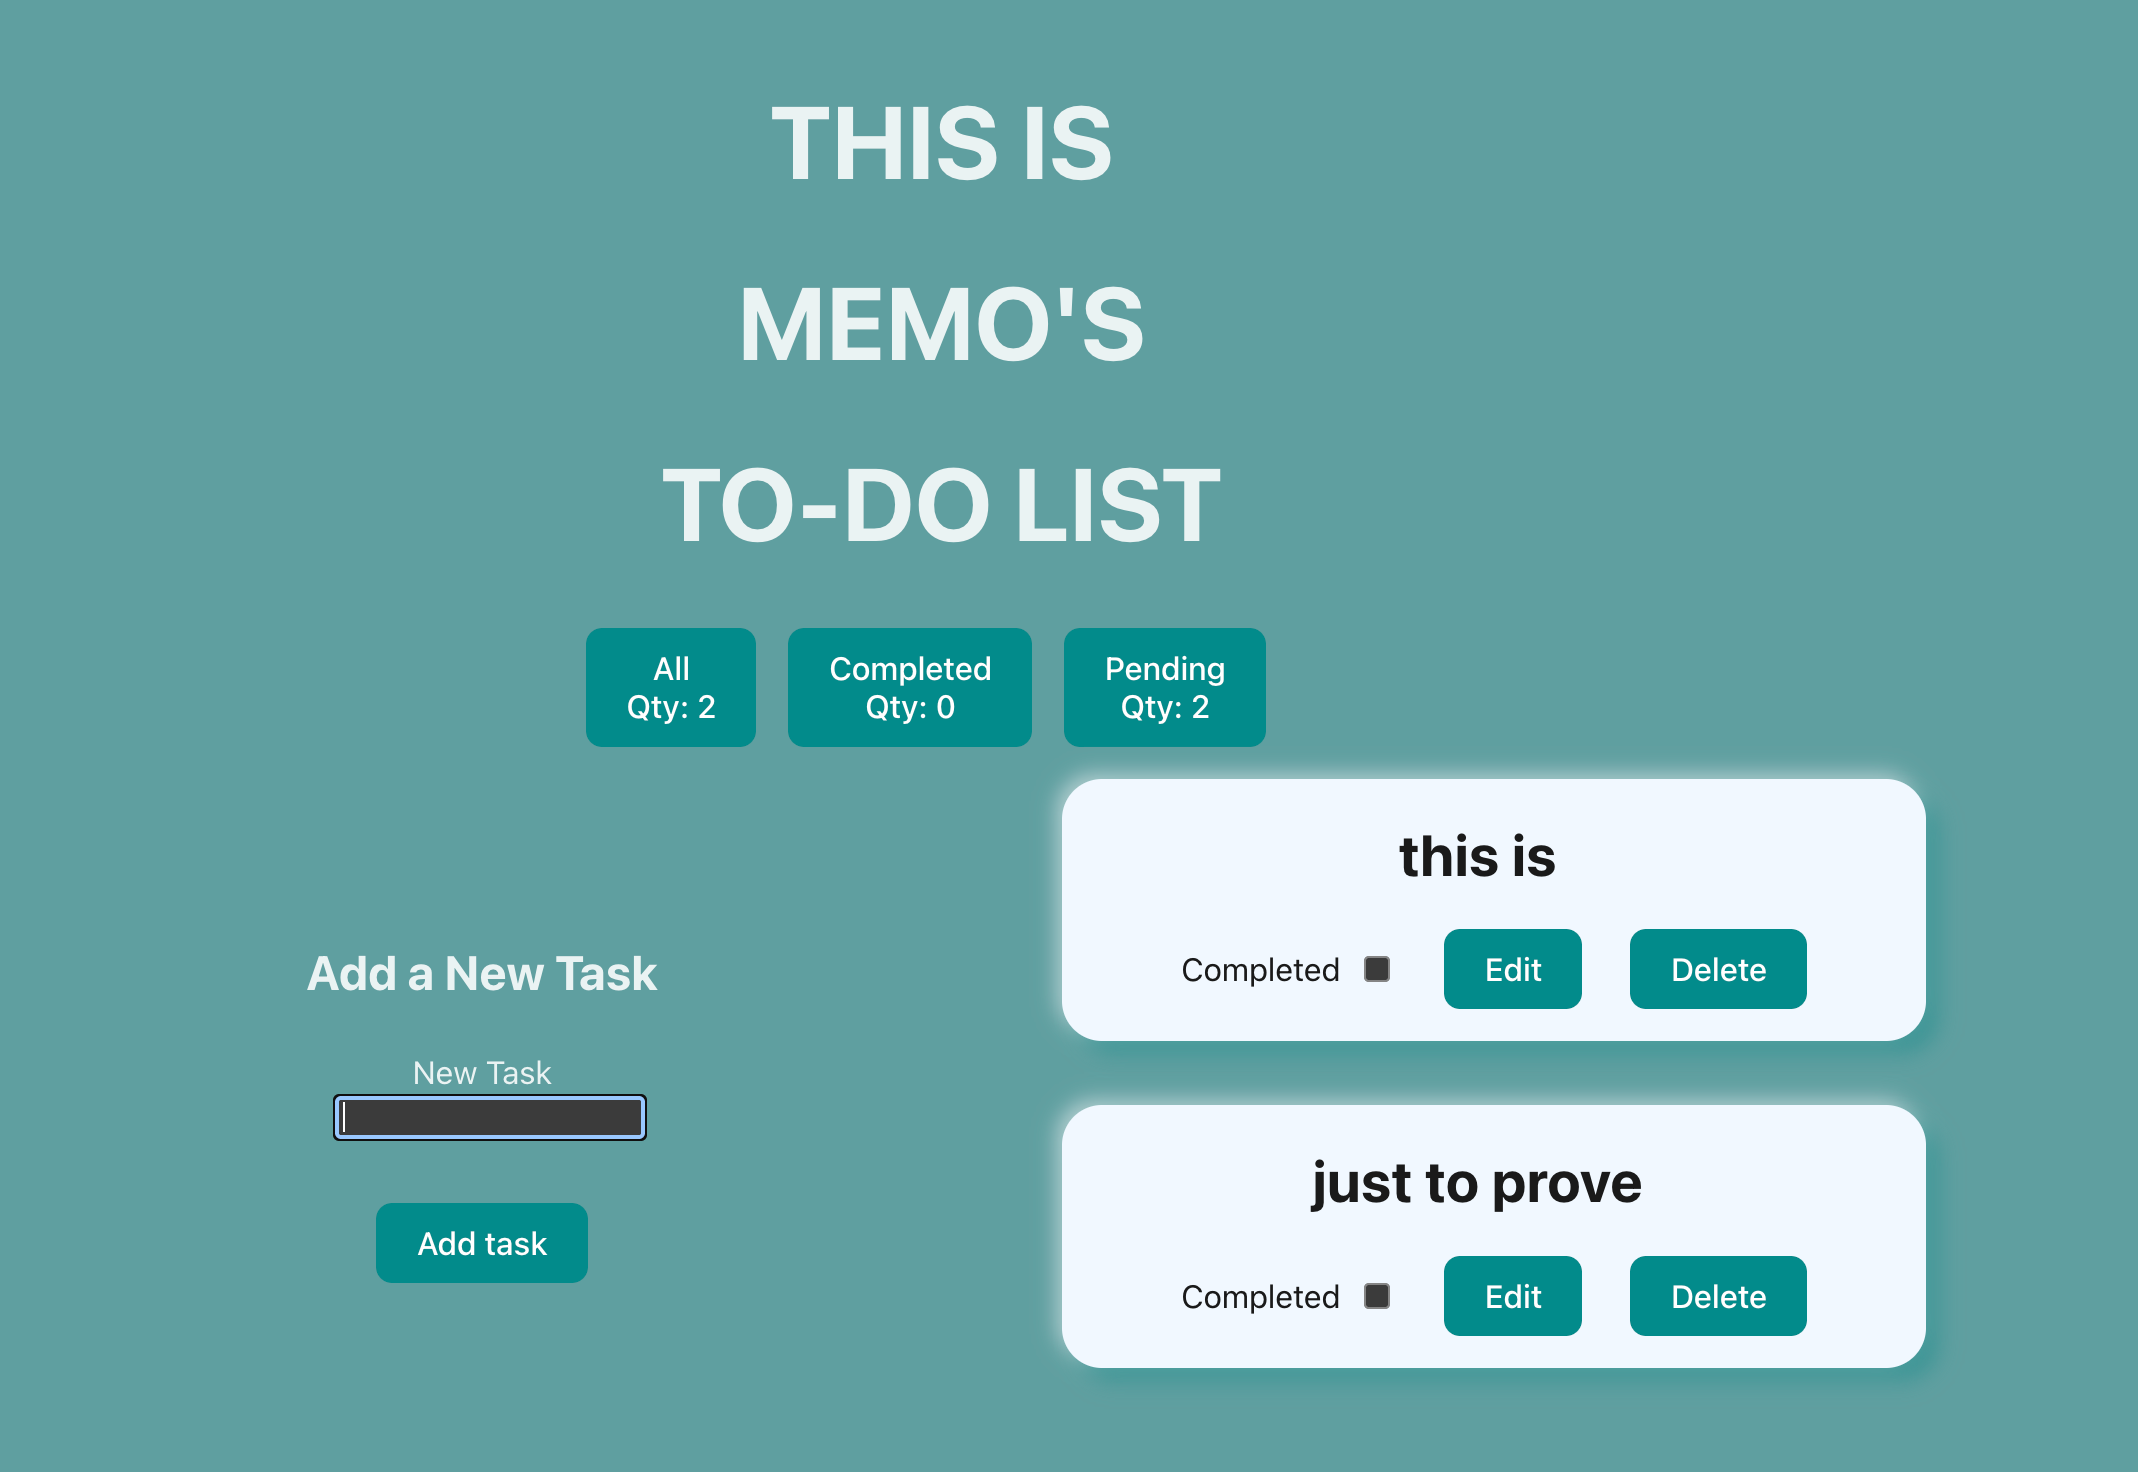 THIS IS
MEMO'S
TO-DO LIST
All
Qty: 2
Completed
Qty: 0
Pending
Qty: 2
Add a New Task
New Task
Add task
this is
Completed
Edit
Delete
just to prove
Completed
Edit
Delete